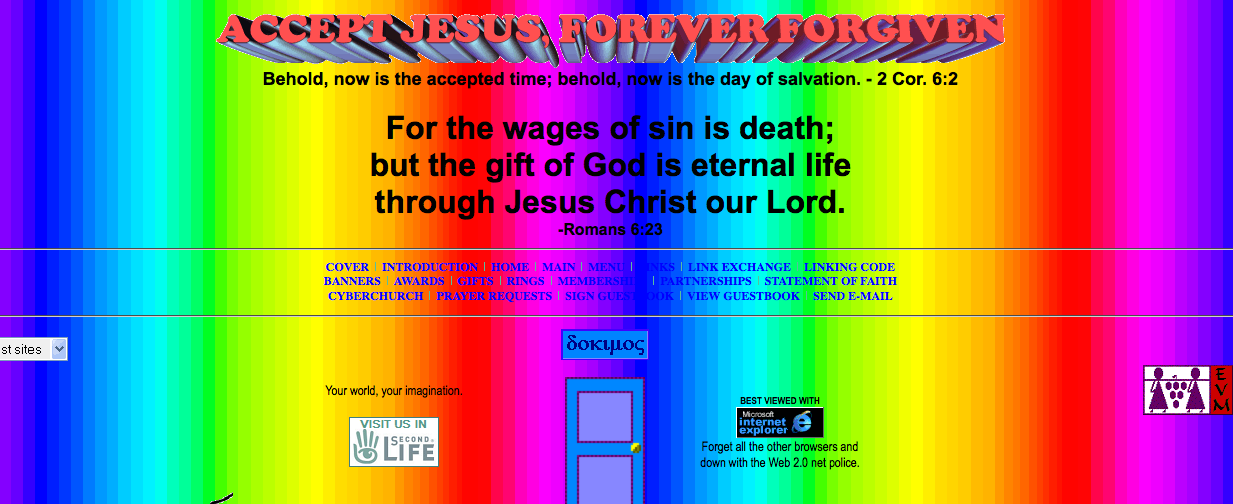 ACCEPT JESUS, FOREVER FORGIVEN
Behold, now is the accepted time; behold, now is the day of salvation. - 2 Cor. 6:2
For the wages of sin is death;
but the gift of God is eternal life
through Jesus Christ our Lord.
-Romans 6:23
COVER | INTRODUCTION | HOME | MAIN | MENU | LINKS | LINK EXCHANGE | LINKING CODE
BANNERS | AWARDS | GIFTS | RINGS | MEMBERSHIP | PARTNERSHIPS | STATEMENT OF FAITH
CYBERCHURCH | PRAYER REQUESTS | SIGN GUESTBOOK | VIEW GUESTBOOK | SEND E-MAIL
st sites
δοκιμος
Your world, your imagination.
VISIT US IN
SECOND LIFE
BEST VIEWED WITH
Microsoft
internet
explorer
Forget all the other browsers and
down with the Web 2.0 net police.
EVM